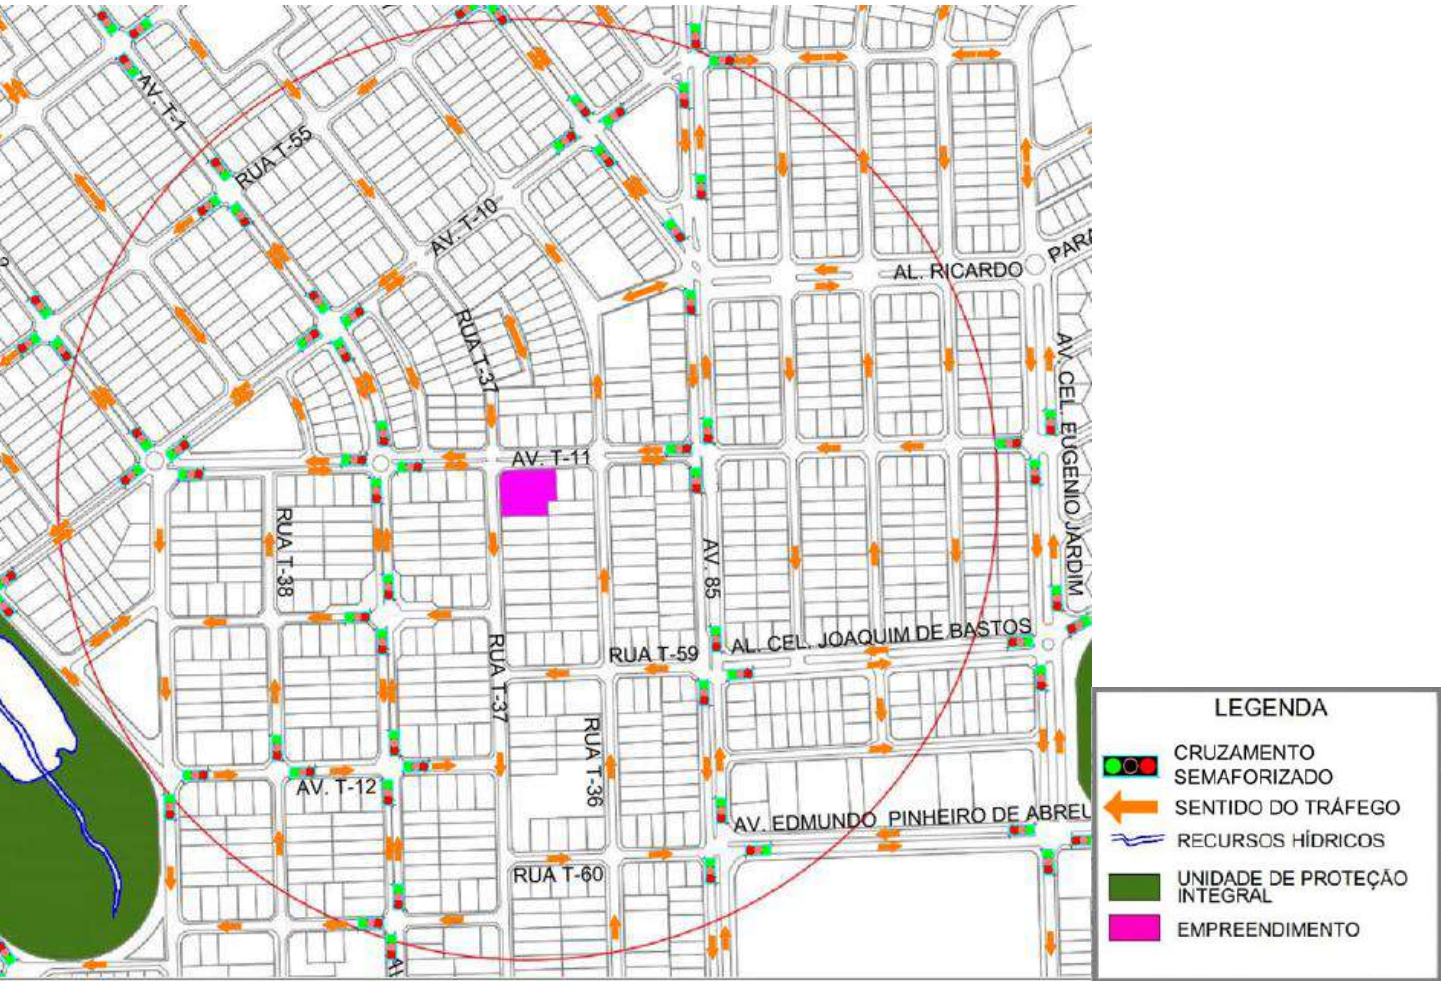 AV. T-1
RUA T-55
AV. T-10
AL. RICARDO
PARA
RUA T-37
AV. CEL. EUGENIO JARDIM
AV. T-11
RUA T-38
AV. 85
AL. CEL. JOAQUIM DE BASTOS
RUA T-59
RUA T-37
RUA T-36
AV. T-12
AV. EDMUNDO PINHEIRO DE ABREU
RUA T-60
LEGENDA
CRUZAMENTO
SEMAFORIZADO
SENTIDO DO TRÁFEGO
RECURSOS HÍDRICOS
UNIDADE DE PROTEÇÃO
INTEGRAL
EMPREENDIMENTO